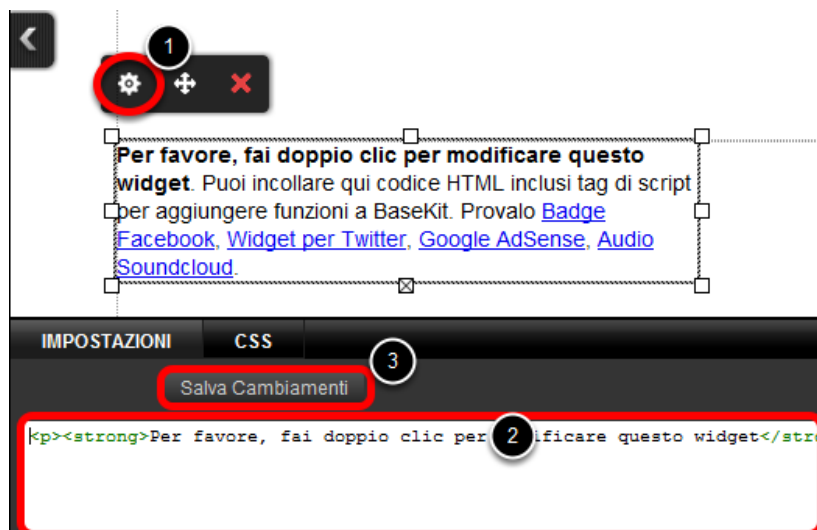 1
Per favore, fai doppio clic per modificare questo
widget. Puoi incollare qui codice HTML inclusi tag di script
per aggiungere funzioni a BaseKit. Provalo Badge
Facebook, Widget per Twitter, Google AdSense, Audio
Soundcloud.
IMPOSTAZIONI CSS
3
Salva Cambiamenti
<p><strong>Per favore, fai doppio clic per 2 ificare questo widget</stro